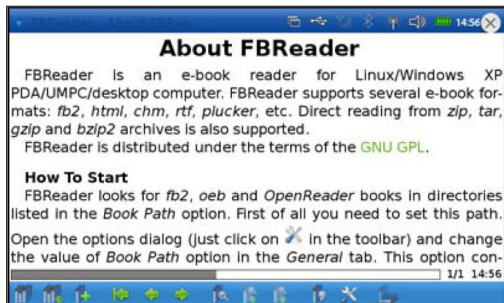 FBReader - About FBRea
14:56
About FBReader
FBReader is an e-book reader for Linux/Windows XP
PDA/UMPC/desktop computer. FBReader supports several e-book for-
mats: fb2, html, chm, rtf, plucker, etc. Direct reading from zip, tar,
gzip and bzip2 archives is also supported.
FBReader is distributed under the terms of the GNU GPL.
How To Start
FBReader looks for fb2, oeb and OpenReader books in directories
listed in the Book Path option. First of all you need to set this path.
Open the options dialog (just click on in the toolbar) and change
the value of Book Path option in the General tab. This option con-
1/1 14:56